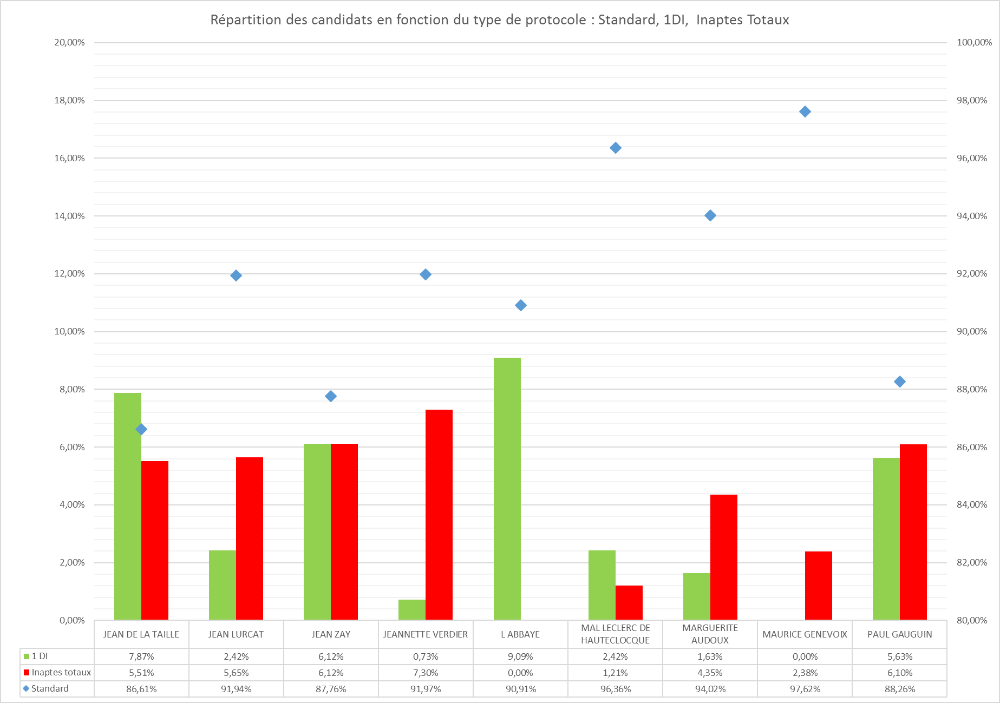 Répartition des candidats en fonction du type de protocole : Standard, 1DI,  Inaptes Totaux
20,00% 100,00%
18,00% 98,00%
16,00% 96,00%
14,00% 94,00%
12,00% 92,00%
10,00% 90,00%
8,00% 88,00%
6,00% 86,00%
4,00% 84,00%
2,00% 82,00%
0,00% 80,00%
JEAN DE LA TAILLE JEAN LURCAT JEAN ZAY JEANNETTE VERDIER L ABBAYE MAL LECLERC DE HAUTECLOCQUE MARGUERITE AUDOUX MAURICE GENEVOIX PAUL GAUGUIN
1 DI 7,87% 2,42% 6,12% 0,73% 9,09% 2,42% 1,63% 0,00% 5,63%
Inaptes totaux 5,51% 5,65% 6,12% 7,30% 0,00% 1,21% 4,35% 2,38% 6,10%
Standard 86,61% 91,94% 87,76% 91,97% 90,91% 96,36% 94,02% 97,62% 88,26%